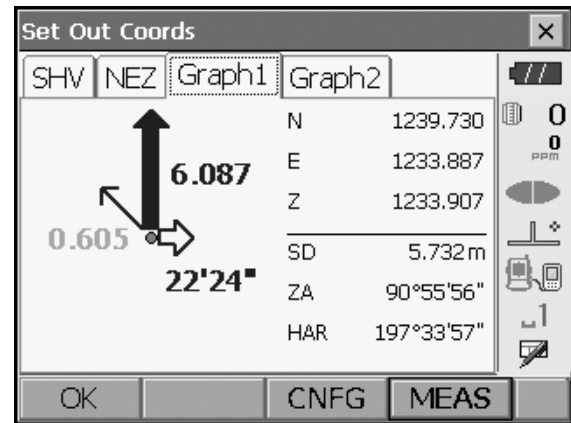 Set Out Coords
SHV NEZ Graph1 Graph2
6.087
0.605
22'24"
N 1239.730
E 1233.887
Z 1233.907
SD 5.732m
ZA 90°55'56"
HAR 197°33'57"
0
0
PPM
1
OK CNFG MEAS